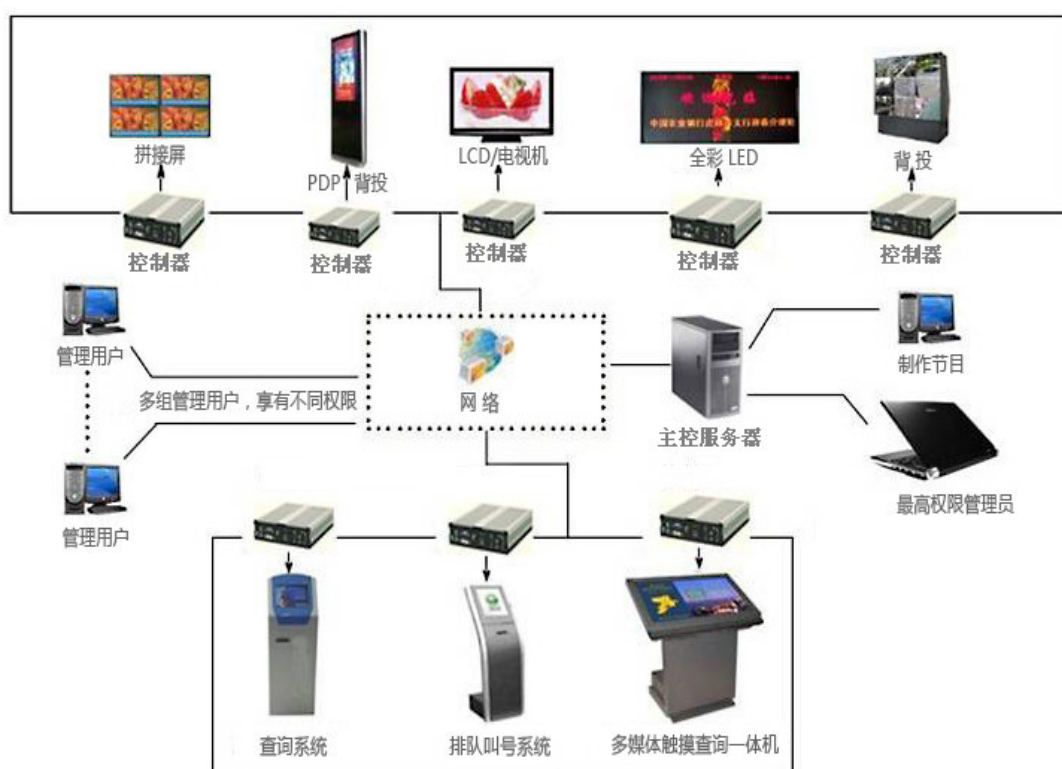 拼接屏
PDP 背投
LCD/电视机
全彩 LED
背 投
控制器
控制器
控制器
控制器
控制器
管理用户
多组管理用户，享有不同权限
管理用户
网 络
主控服务器
制作节目
最高权限管理员
查询系统
排队叫号系统
多媒体触摸查询一体机